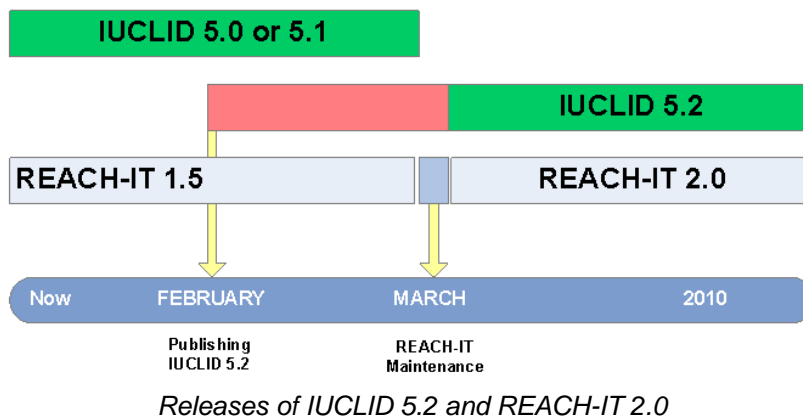 IUCLID 5.0 or 5.1
IUCLID 5.2
REACH-IT 1.5
REACH-IT 2.0
Now FEBRUARY MARCH 2010
Publishing
IUCLID 5.2
REACH-IT
Maintenance
Releases of IUCLID 5.2 and REACH-IT 2.0